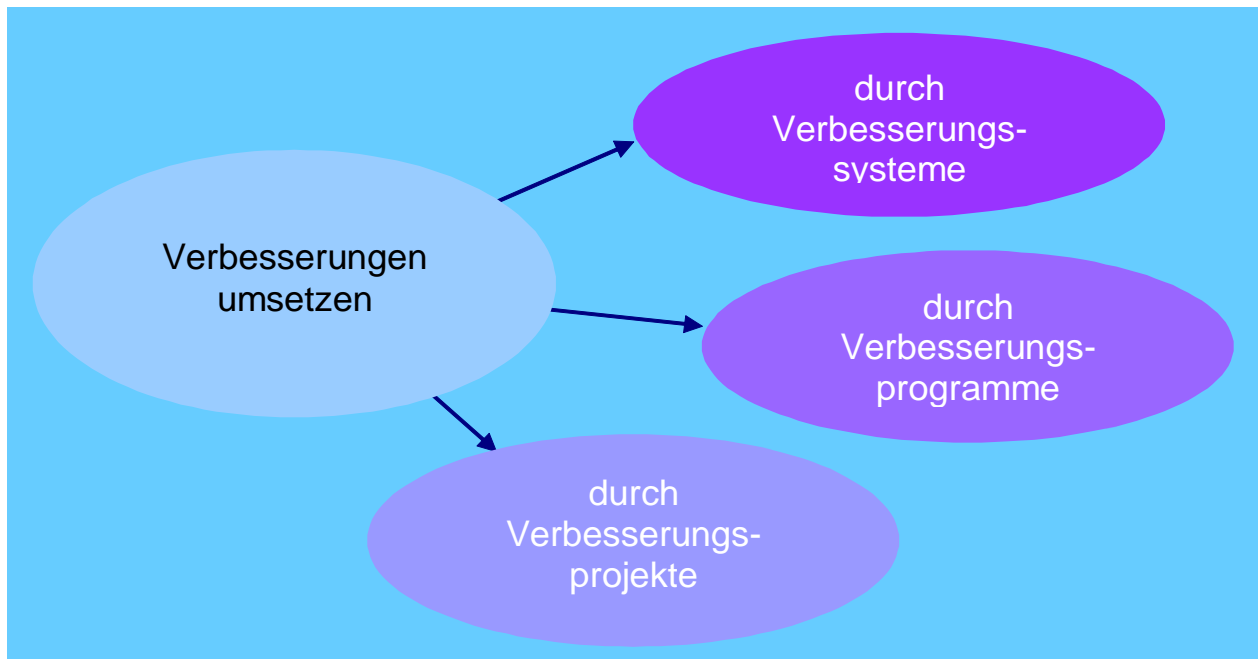 durch
Verbesserungs-
systeme
Verbesserungen
umsetzen
durch
Verbesserungs-
programme
durch
Verbesserungs-
projekte